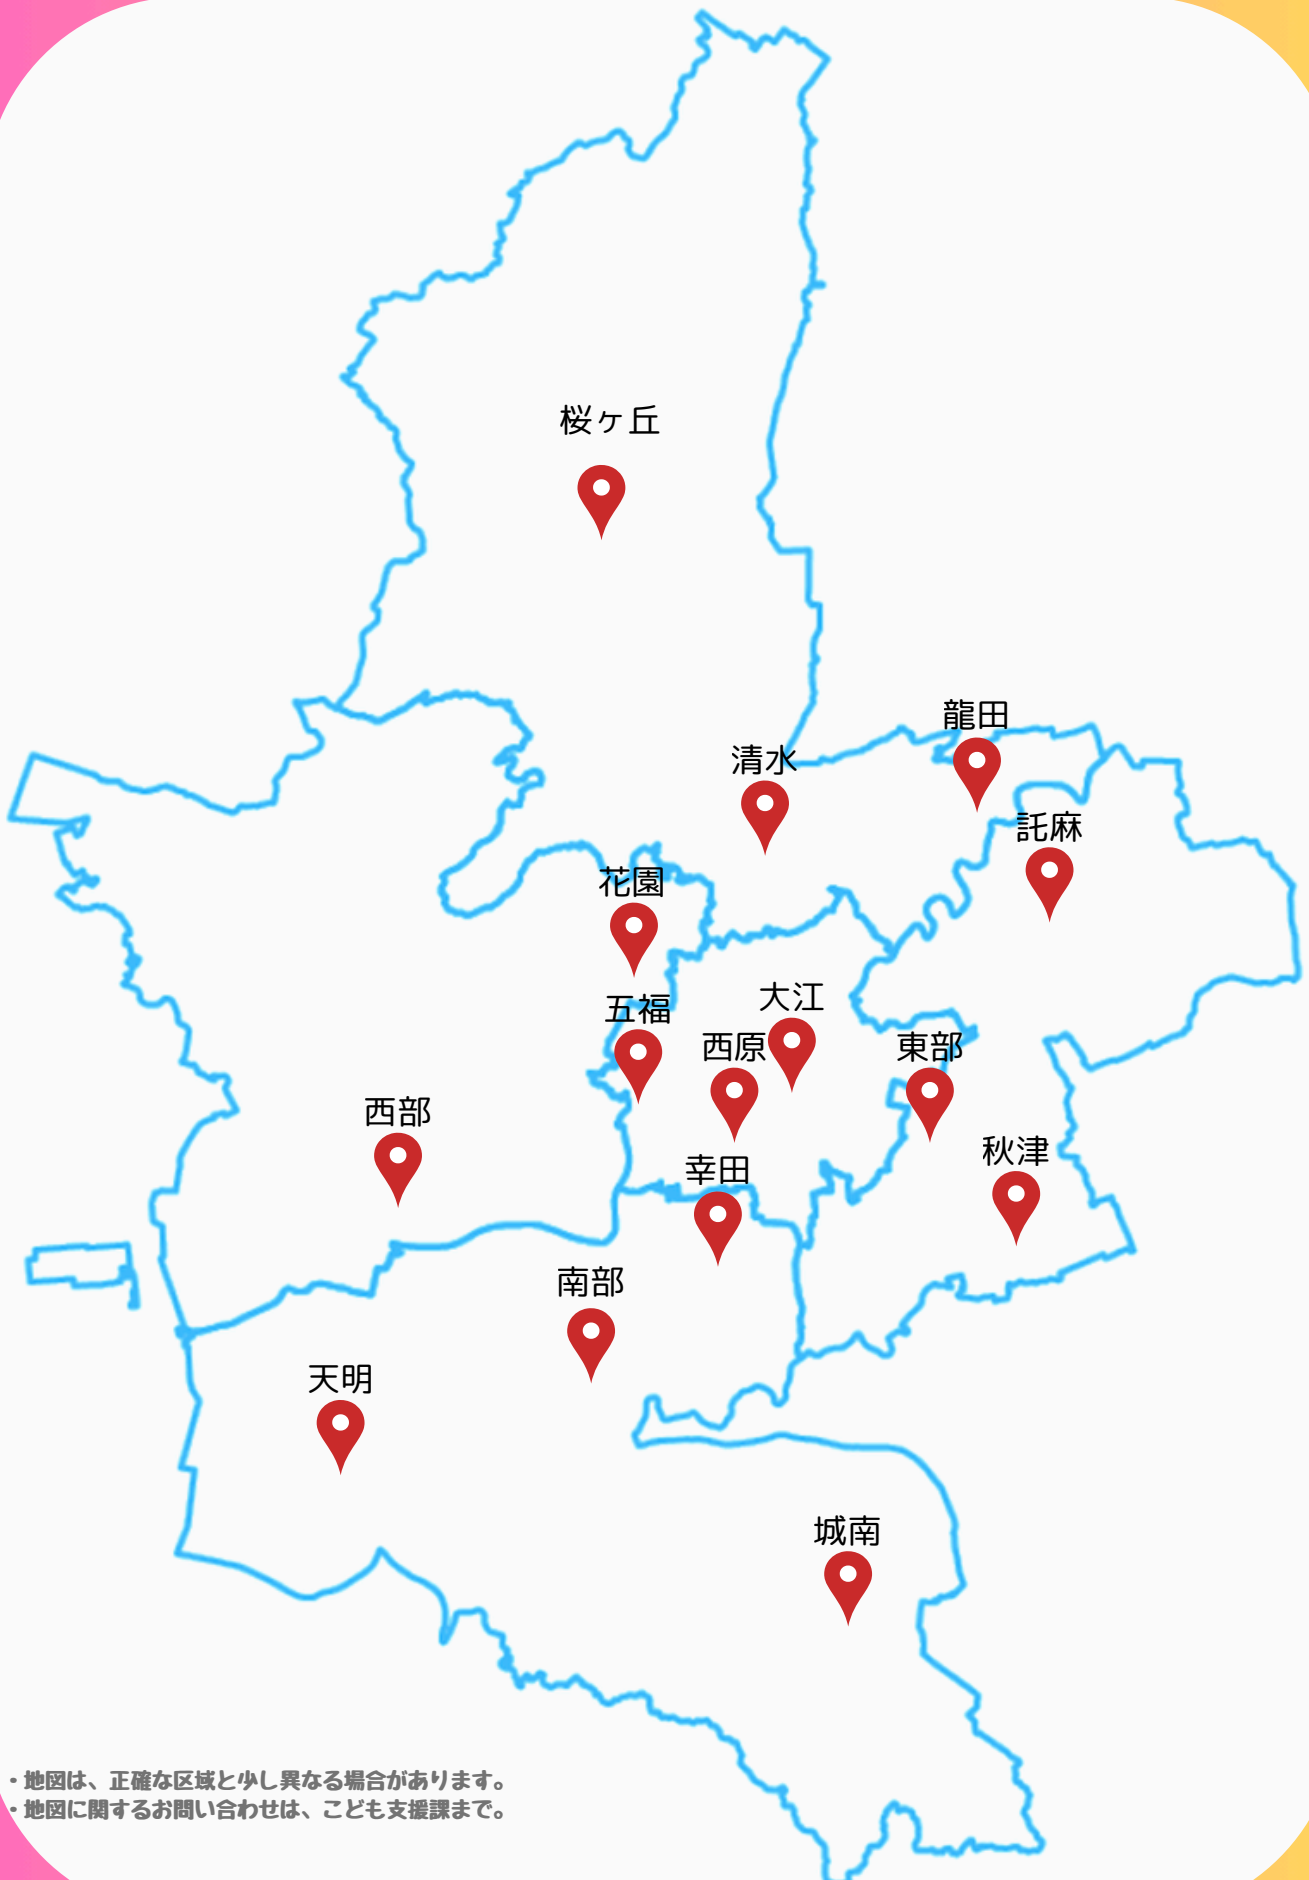 桜ヶ丘
龍田
清水
託麻
花園
大江
五福
西原
東部
西部
秋津
幸田
南部
天明
城南
・地図は、正確な区域と少し異なる場合があります。
・地図に関するお問い合わせは、こども支援課まで。